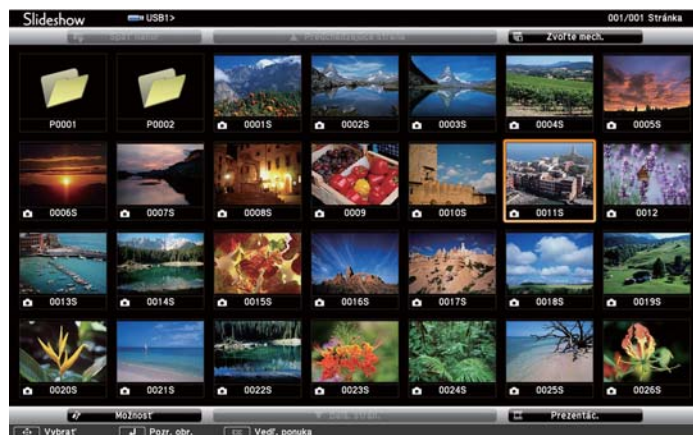 Slideshow USB1> 001/001 Stránka
Späť nahor Predchádzajúca strana Zvoľte mech.
P0001 P0002 0001S 0002S 0003S 0004S 0005S
0006S 0007S 0008S 0009 0010S 0011S 0012
0013S 0014S 0015S 0016S 0017S 0018S 0019S
0020S 0021S 0022S 0023S 0024S 0025S 0026S
Možnosť strán. Prezentác.
Vybrať Pozr. obr. Esc Vedľ. ponuka